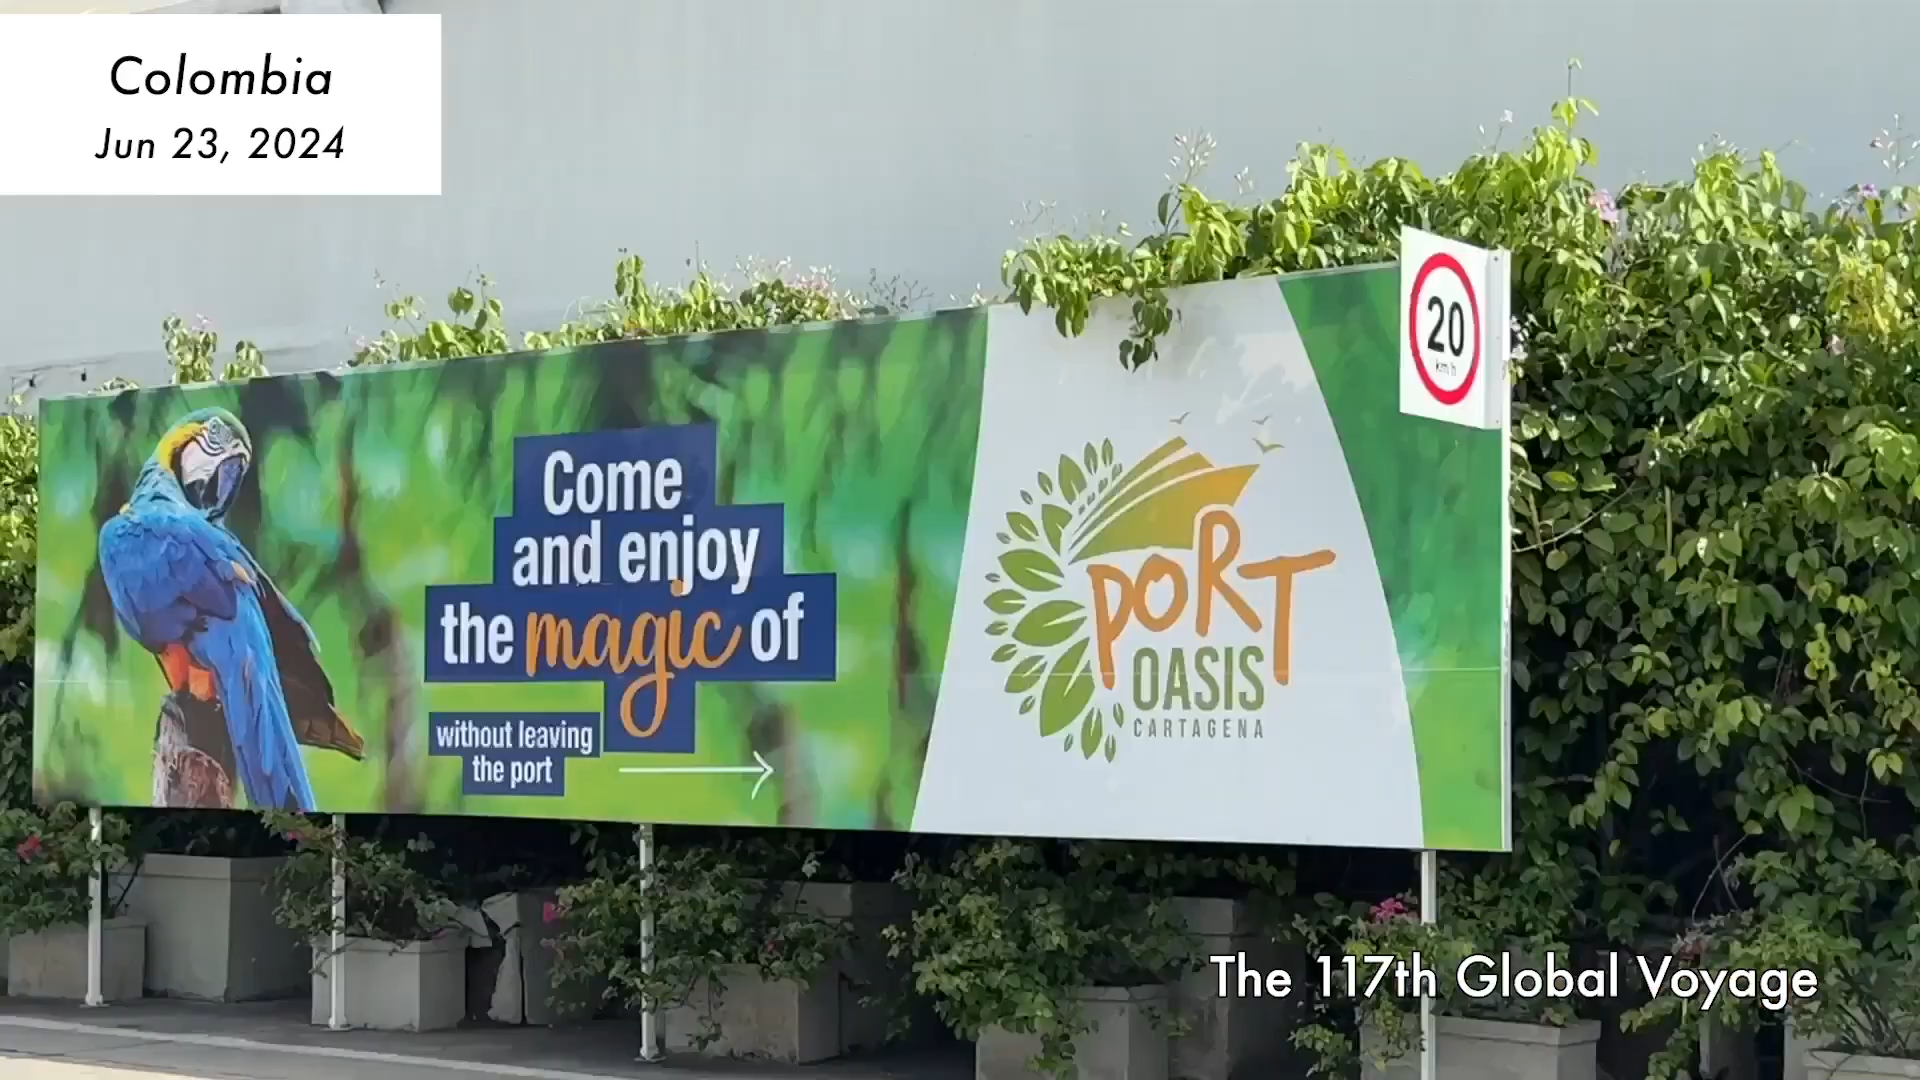 Colombia
Jun 23, 2024
Come
and enjoy
the magic of
without leaving
the port
PORT
OASIS
CARTAGENA
20
km/h
The 117th Global Voyage